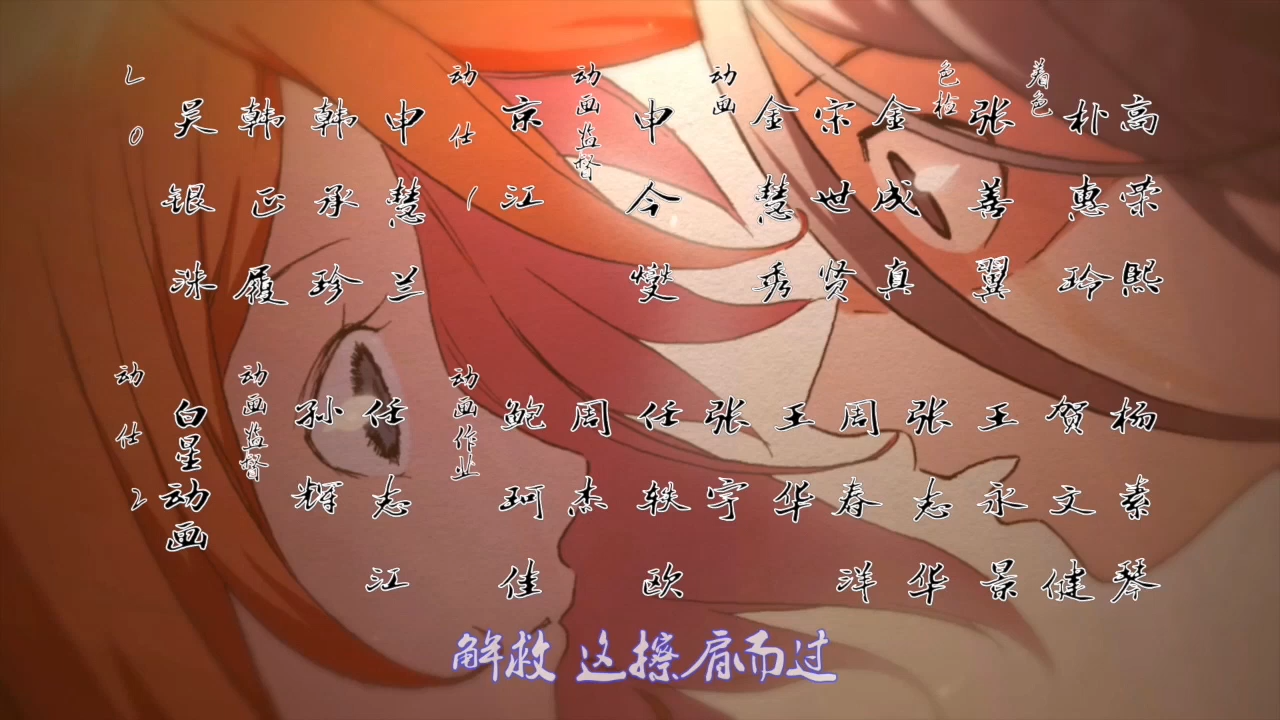 LO
吴银洙
韩正履
韩承珍
申慧兰
动仕1
京江
动画监督
申今燮
动画
金慧秀
宋世贤
金成真
色检
张善翼
着色
朴惠玲
高荣熙
动仕2
白星动画
动画监督
孙辉
任志江
动画作业
鲍珂佳
周杰
任轶欧
张宇
王华
周春洋
张志华
王永景
贺文健
杨素琴
解救 这擦肩而过